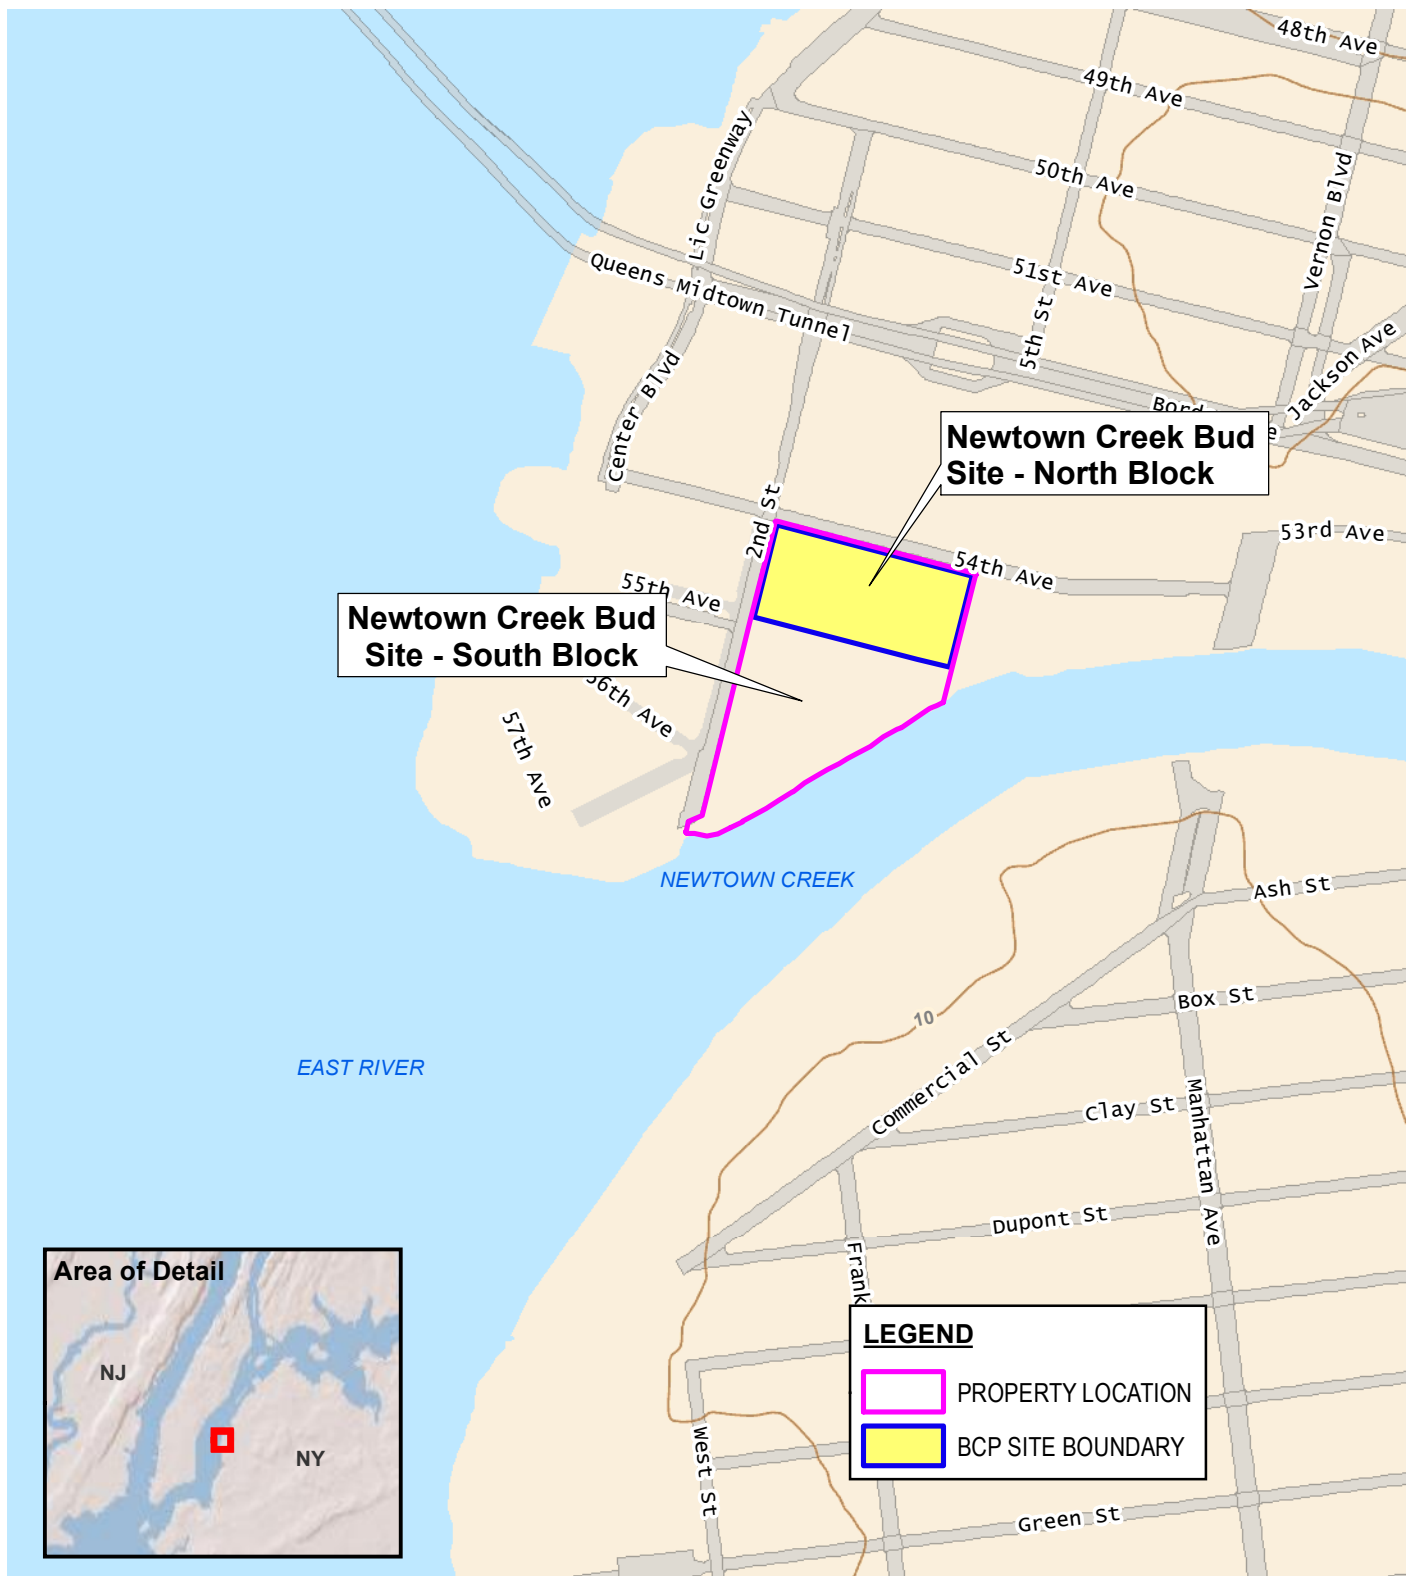 48th Ave
49th Ave
50th Ave
Vernon Blvd
Lic Greenway
51st Ave
Queens Midtown Tunnel
5th St
Jackson Ave
Center Blvd
Newtown Creek Bud
Site - North Block
2nd St
53rd Ave
54th Ave
55th Ave
Newtown Creek Bud
Site - South Block
56th Ave
57th Ave
NEWTOWN CREEK
Ash St
Box St
10
Commercial St
EAST RIVER
Clay St
Manhattan Ave
Dupont St
Frank
Area of Detail
NJ
NY
LEGEND
PROPERTY LOCATION
BCP SITE BOUNDARY
West St
Green St